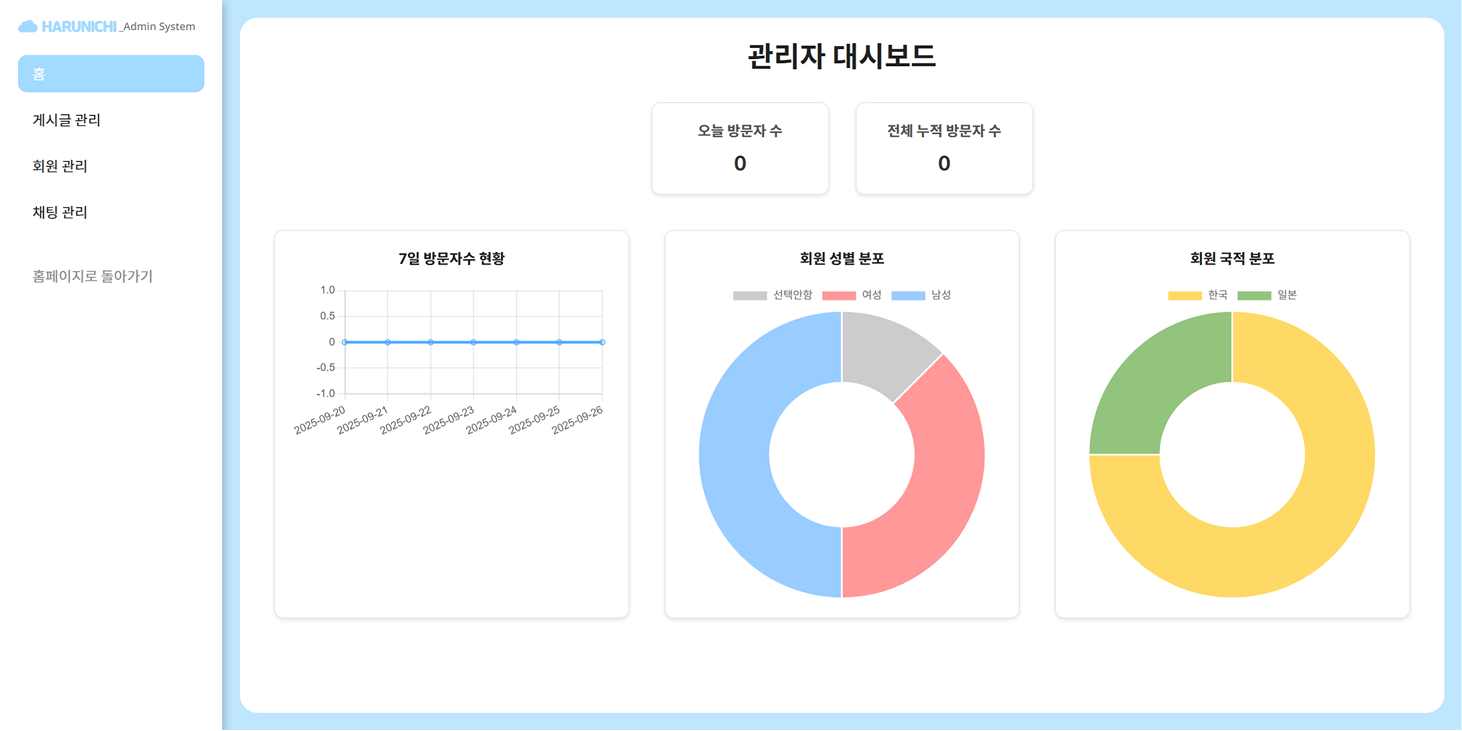 HARUNICHI _Admin System
홈
게시글 관리
회원 관리
채팅 관리
홈페이지로 돌아가기
관리자 대시보드
오늘 방문자 수
0
전체 누적 방문자 수
0
7일 방문자수 현황
1.0
0.5
0
-0.5
-1.0
2025-09-20
2025-09-21
2025-09-22
2025-09-23
2025-09-24
2025-09-25
2025-09-26
회원 성별 분포
선택안함 여성 남성
회원 국적 분포
한국 일본